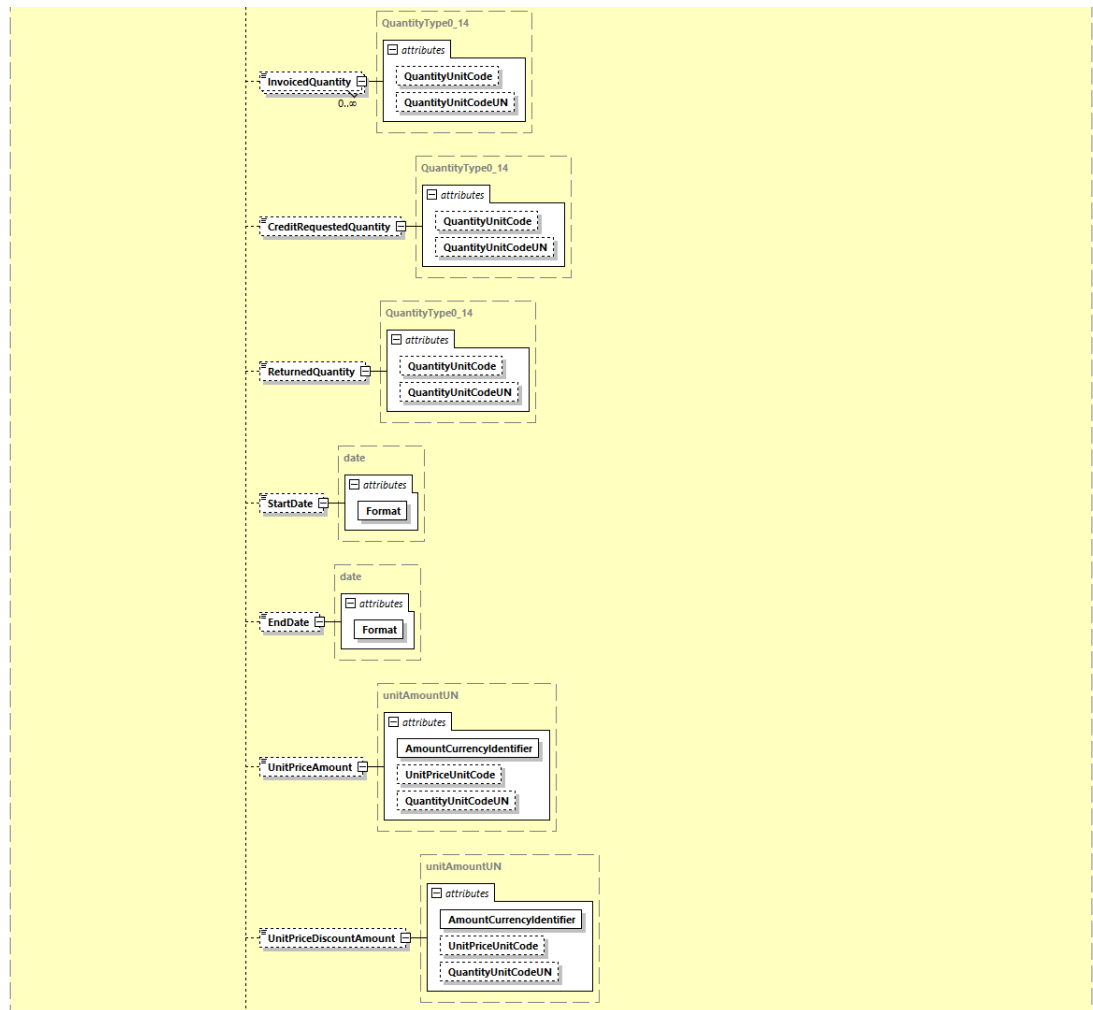 QuantityType0_14
attributes
QuantityUnitCode
InvoicedQuantity
QuantityUnitCodeUN
0..∞
QuantityType0_14
attributes
QuantityUnitCode
CreditRequestedQuantity
QuantityUnitCodeUN
QuantityType0_14
attributes
QuantityUnitCode
ReturnedQuantity
QuantityUnitCodeUN
date
attributes
StartDate
Format
date
attributes
EndDate
Format
unitAmountUN
attributes
AmountCurrencyIdentifier
UnitPriceAmount
UnitPriceUnitCode
QuantityUnitCodeUN
unitAmountUN
attributes
AmountCurrencyIdentifier
UnitPriceDiscountAmount
UnitPriceUnitCode
QuantityUnitCodeUN